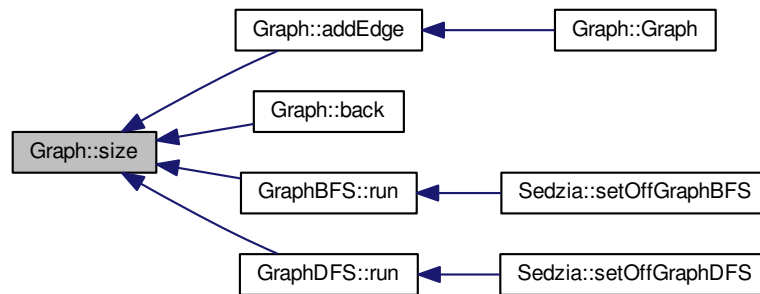 Graph::addEdge
Graph::Graph
Graph::back
Graph::size
GraphBFS::run
Sedzia::setOffGraphBFS
GraphDFS::run
Sedzia::setOffGraphDFS